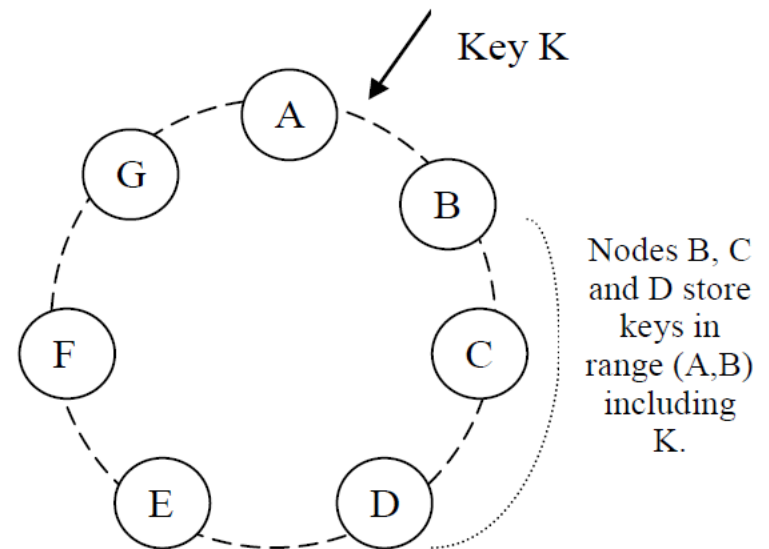 Key K
A
G
B
Nodes B, C
and D store
keys in
range (A,B)
including
K.
F
C
E
D